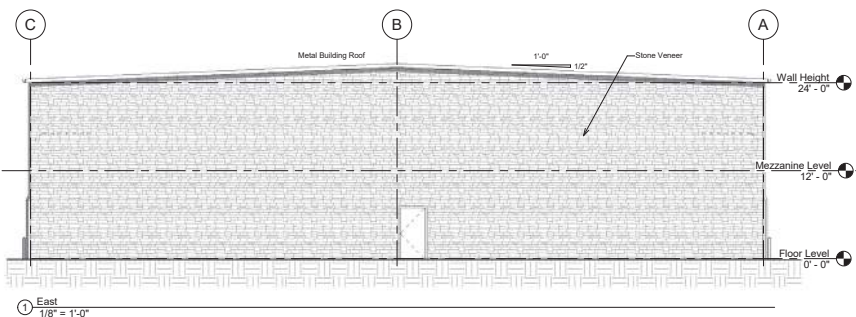 C
B
A
Metal Building Roof
1'-0"
1/2"
Stone Veneer
Wall Height
24' - 0"
Mezzanine Level
12' - 0"
Floor Level
0' - 0"
1
East
1/8" = 1'-0"